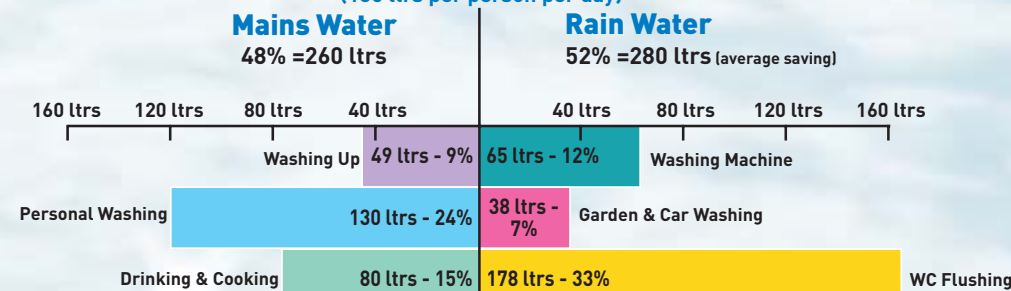 Mains Water
Rain Water
48% =260 ltrs
52% =280 ltrs (average saving)
160 ltrs 120 ltrs 80 ltrs 40 ltrs 40 ltrs 80 ltrs 120 ltrs 160 ltrs
Washing Up 49 ltrs - 9% 65 ltrs - 12% Washing Machine
Personal Washing 130 ltrs - 24% 38 ltrs - 7% Garden & Car Washing
Drinking & Cooking 80 ltrs - 15% 178 ltrs - 33% WC Flushing